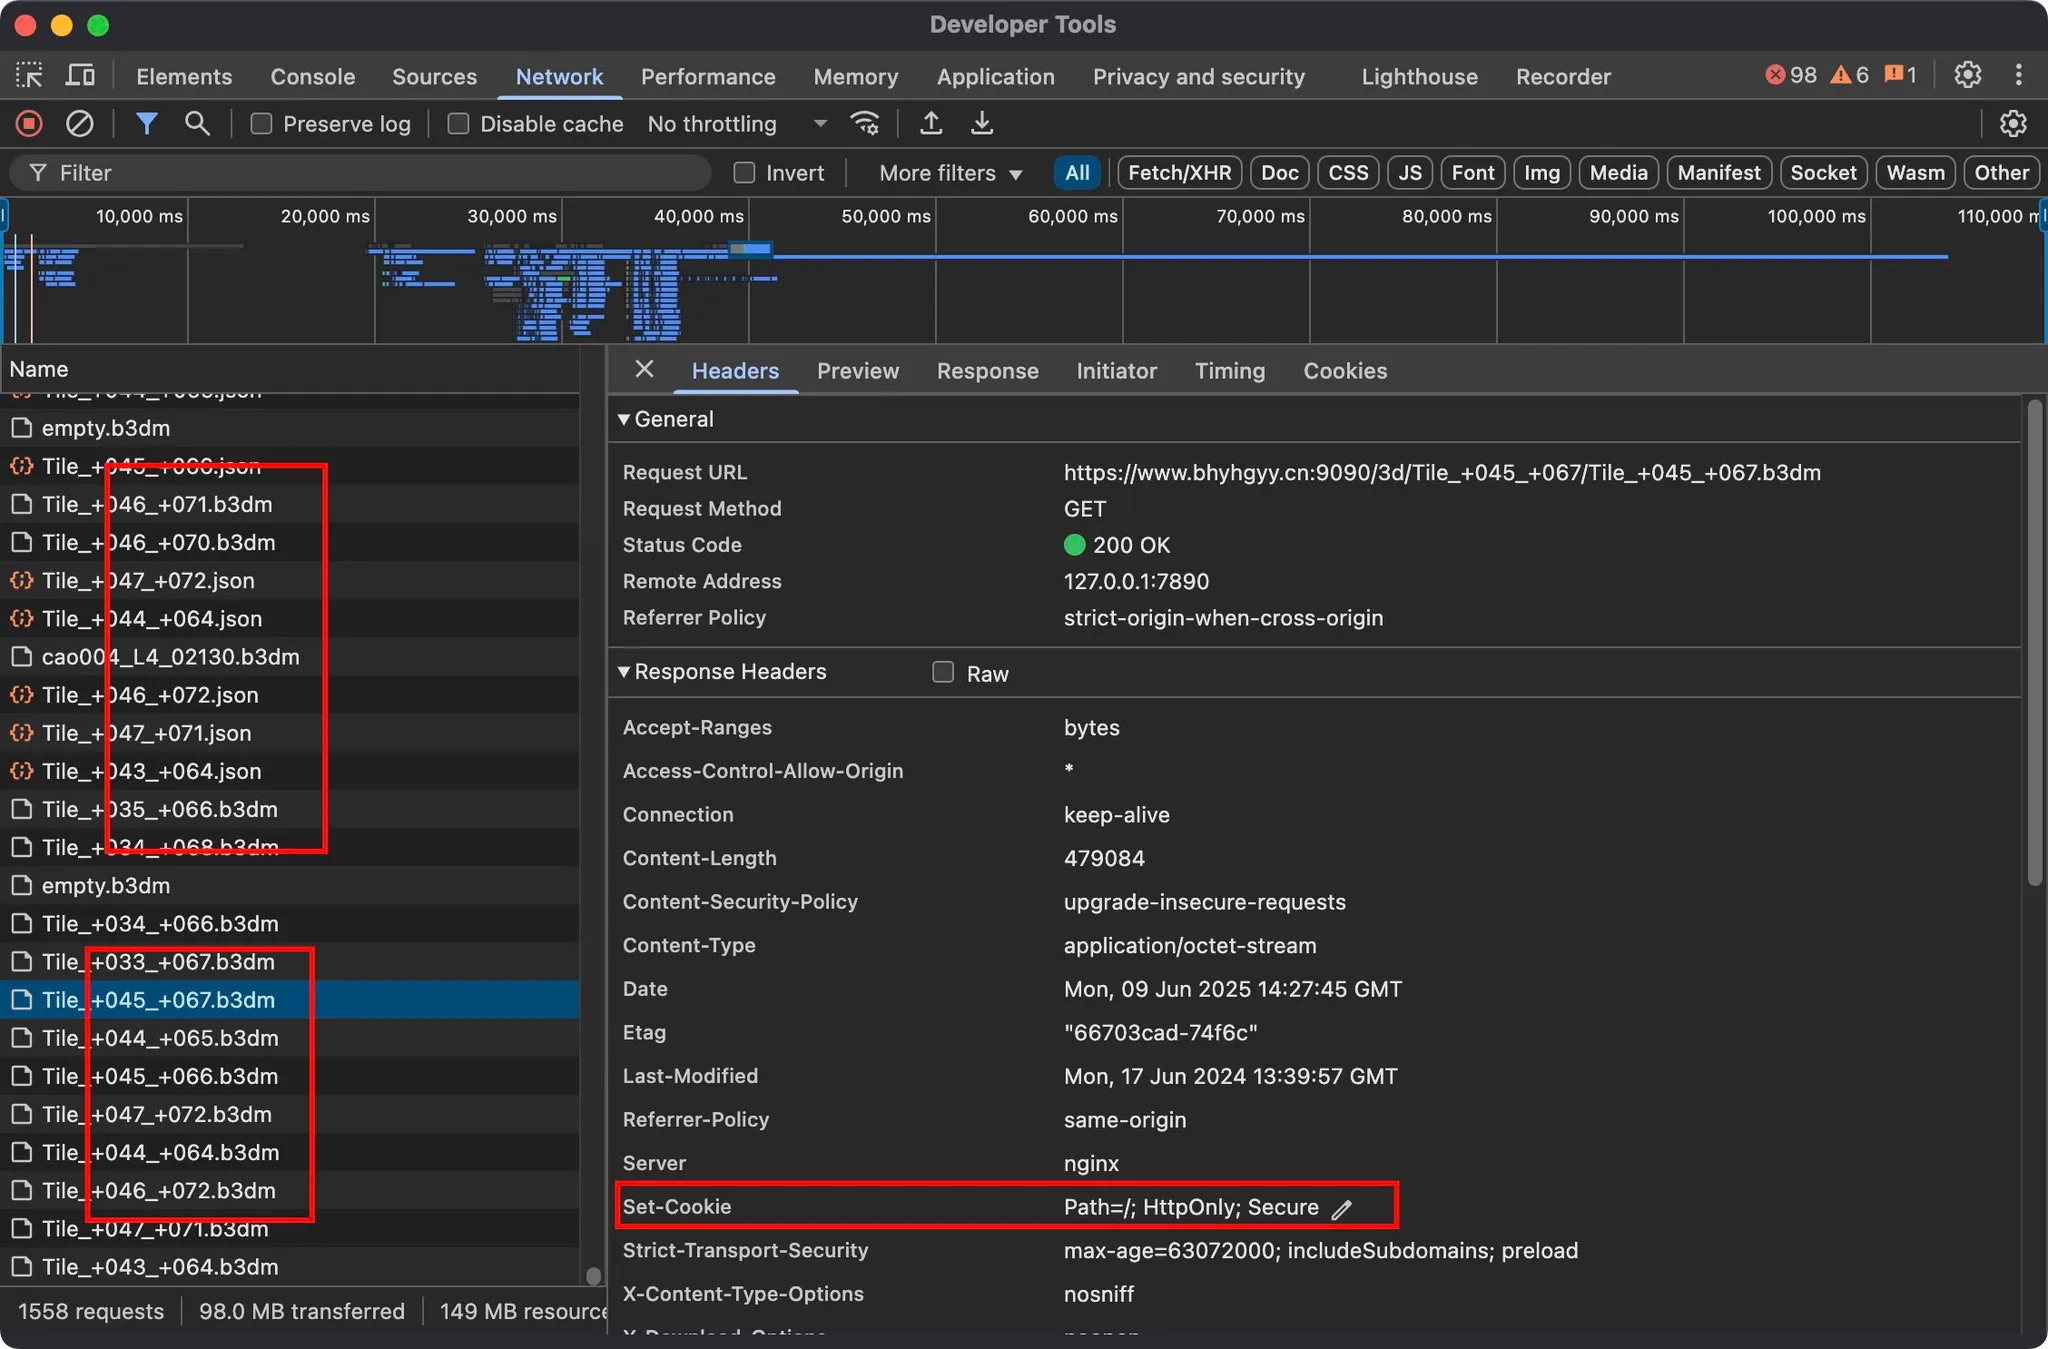 Developer Tools
Elements Console Sources Network Performance Memory Application Privacy and security Lighthouse Recorder 98 6 1
Preserve log Disable cache No throttling
Filter Invert More filters All Fetch/XHR Doc CSS JS Font Img Media Manifest Socket Wasm Other
10,000 ms 20,000 ms 30,000 ms 40,000 ms 50,000 ms 60,000 ms 70,000 ms 80,000 ms 90,000 ms 100,000 ms 110,000 m
Name
empty.b3dm
Tile_+045_+066.json
Tile_+046_+071.b3dm
Tile_+046_+070.b3dm
Tile_+047_+072.json
Tile_+044_+064.json
cao004_L4_02130.b3dm
Tile_+046_+072.json
Tile_+047_+071.json
Tile_+043_+064.json
Tile_+035_+066.b3dm
Tile_+034_+068.b3dm
empty.b3dm
Tile_+034_+066.b3dm
Tile_+033_+067.b3dm
Tile_+045_+067.b3dm
Tile_+044_+065.b3dm
Tile_+045_+066.b3dm
Tile_+047_+072.b3dm
Tile_+044_+064.b3dm
Tile_+046_+072.b3dm
Tile_+047_+071.b3dm
Tile_+043_+064.b3dm
1558 requests 98.0 MB transferred 149 MB resource
Headers Preview Response Initiator Timing Cookies
General
Request URL https://www.bhyhgyy.cn:9090/3d/Tile_+045_+067/Tile_+045_+067.b3dm
Request Method GET
Status Code 200 OK
Remote Address 127.0.0.1:7890
Referrer Policy strict-origin-when-cross-origin
Response Headers Raw
Accept-Ranges bytes
Access-Control-Allow-Origin *
Connection keep-alive
Content-Length 479084
Content-Security-Policy upgrade-insecure-requests
Content-Type application/octet-stream
Date Mon, 09 Jun 2025 14:27:45 GMT
Etag "66703cad-74f6c"
Last-Modified Mon, 17 Jun 2024 13:39:57 GMT
Referrer-Policy same-origin
Server nginx
Set-Cookie Path=/; HttpOnly; Secure
Strict-Transport-Security max-age=63072000; includeSubdomains; preload
X-Content-Type-Options nosniff